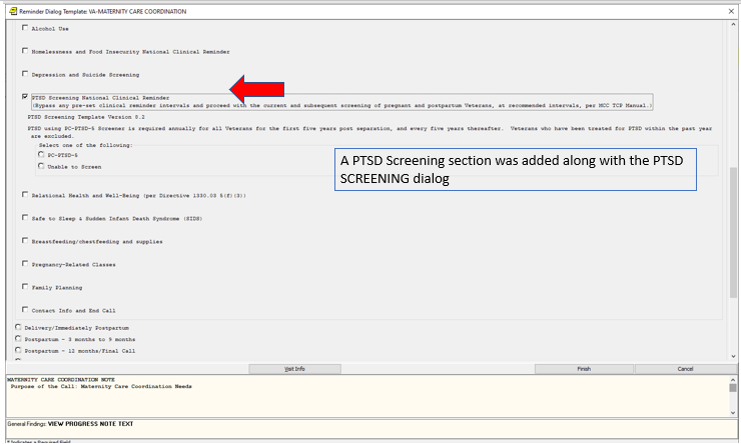 Reminder Dialog Template: VA-MATERNITY CARE COORDINATION
Alcohol Use
Homelessness and Food Insecurity National Clinical Reminder
Depression and Suicide Screening
PTSD Screening National Clinical Reminder
(Bypass any pre-set clinical reminder intervals and proceed with the current and subsequent screening of pregnant and postpartum Veterans, at recommended intervals, per MCC TCP Manual.)
PTSD Screening Template Version 0.2
PTSD using PC-PTSD-5 Screener is required annually for all Veterans for the first five years post separation, and every five years thereafter. Veterans who have been treated for PTSD within the past year
are excluded.
Select one of the following:
PC-PTSD-5
Unable to Screen
A PTSD Screening section was added along with the PTSD
SCREENING dialog
Relational Health and Well-Being (per Directive 1330.03 5(f)(3))
Safe to Sleep & Sudden Infant Death Syndrome (SIDS)
Breastfeeding/chestfeeding and supplies
Pregnancy-Related Classes
Family Planning
Contact Info and End Call
Delivery/Immediately Postpartum
Postpartum - 3 months to 9 months
Postpartum - 12 months/Final Call
Visit Info
Finish
Cancel
MATERNITY CARE COORDINATION NOTE
Purpose of the Call: Maternity Care Coordination Needs
General Findings: VIEW PROGRESS NOTE TEXT
* Indicates a Required Field